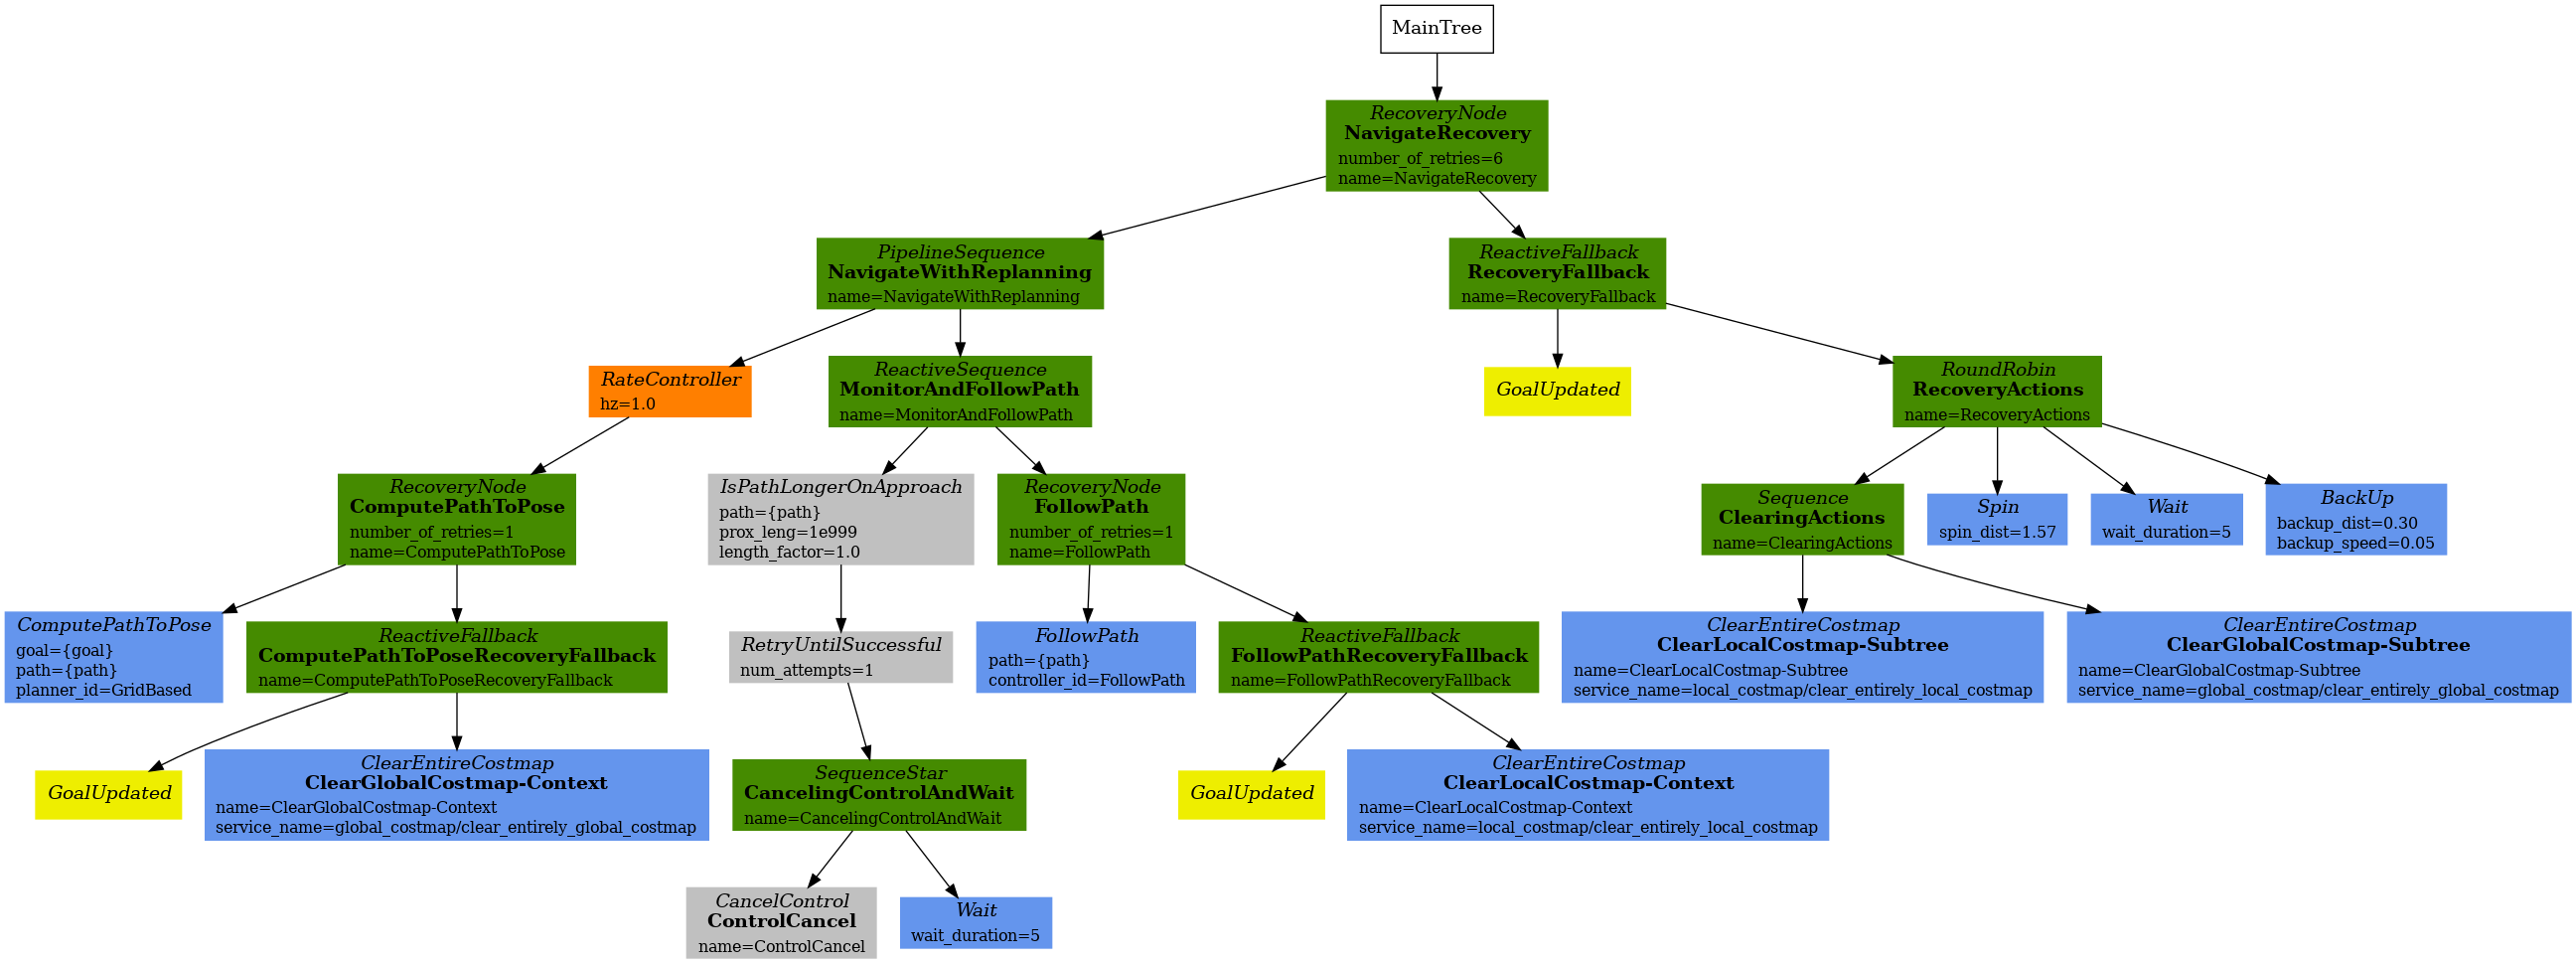 MainTree
RecoveryNode
NavigateRecovery
number_of_retries=6
name=NavigateRecovery
PipelineSequence
NavigateWithReplanning
name=NavigateWithReplanning
ReactiveFallback
RecoveryFallback
name=RecoveryFallback
RateController
hz=1.0
ReactiveSequence
MonitorAndFollowPath
name=MonitorAndFollowPath
GoalUpdated
RoundRobin
RecoveryActions
name=RecoveryActions
RecoveryNode
ComputePathToPose
number_of_retries=1
name=ComputePathToPose
IsPathLongerOnApproach
path={path}
prox_leng=1e999
length_factor=1.0
RecoveryNode
FollowPath
number_of_retries=1
name=FollowPath
Sequence
ClearingActions
name=ClearingActions
Spin
spin_dist=1.57
Wait
wait_duration=5
BackUp
backup_dist=0.30
backup_speed=0.05
ComputePathToPose
goal={goal}
path={path}
planner_id=GridBased
ReactiveFallback
ComputePathToPoseRecoveryFallback
name=ComputePathToPoseRecoveryFallback
RetryUntilSuccessful
num_attempts=1
FollowPath
path={path}
controller_id=FollowPath
ReactiveFallback
FollowPathRecoveryFallback
name=FollowPathRecoveryFallback
ClearEntireCostmap
ClearLocalCostmap-Subtree
name=ClearLocalCostmap-Subtree
service_name=local_costmap/clear_entirely_local_costmap
ClearEntireCostmap
ClearGlobalCostmap-Subtree
name=ClearGlobalCostmap-Subtree
service_name=global_costmap/clear_entirely_global_costmap
GoalUpdated
ClearEntireCostmap
ClearGlobalCostmap-Context
name=ClearGlobalCostmap-Context
service_name=global_costmap/clear_entirely_global_costmap
SequenceStar
CancelingControlAndWait
name=CancelingControlAndWait
GoalUpdated
ClearEntireCostmap
ClearLocalCostmap-Context
name=ClearLocalCostmap-Context
service_name=local_costmap/clear_entirely_local_costmap
CancelControl
ControlCancel
name=ControlCancel
Wait
wait_duration=5